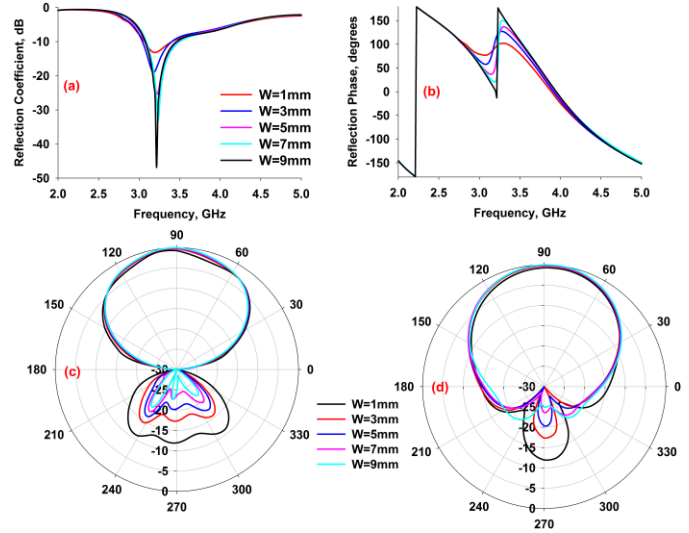 0
-10
-20
-30
-40
-50
Reflection Coefficient, dB
(a)
W=1mm
W=3mm
W=5mm
W=7mm
W=9mm
2.0 2.5 3.0 3.5 4.0 4.5 5.0
Frequency, GHz
150
100
50
0
-50
-100
-150
Reflection Phase, degrees
(b)
W=1mm
W=3mm
W=5mm
W=7mm
W=9mm
2.0 2.5 3.0 3.5 4.0 4.5 5.0
Frequency, GHz
90
120 60
150 30
180 (c) -30 0
-25
-20
-15
-10
-5
0
210 330
240 300
270
W=1mm
W=3mm
W=5mm
W=7mm
W=9mm
90
120 60
150 30
180 (d) -30 0
-25
-20
-15
-10
-5
0
210 330
240 300
270